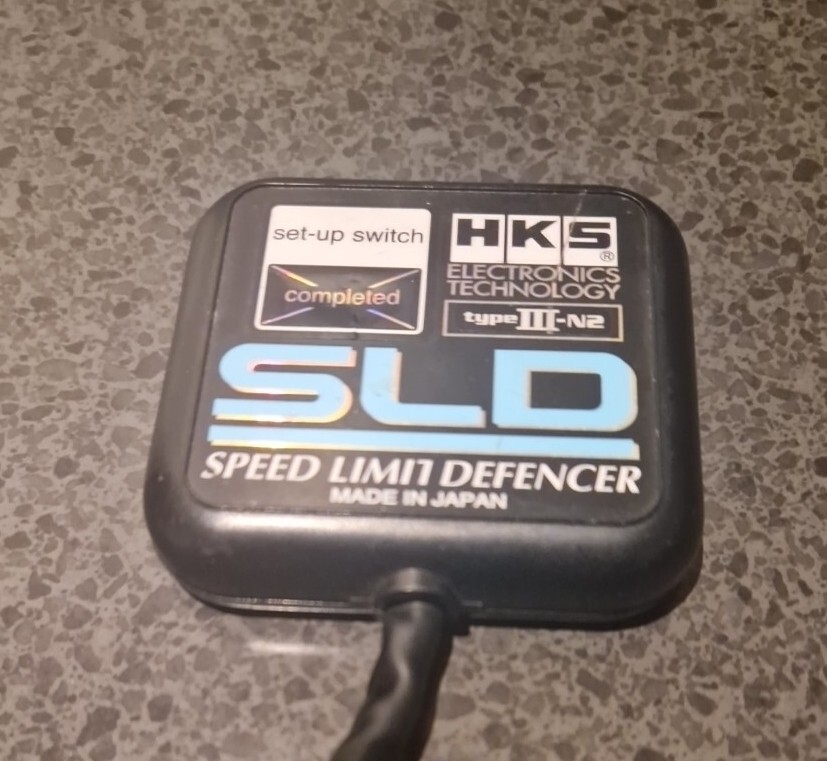 set-up switch
completed
HKS®
ELECTRONICS
TECHNOLOGY
type III-N2
SLD
SPEED LIMIT DEFENCER
MADE IN JAPAN